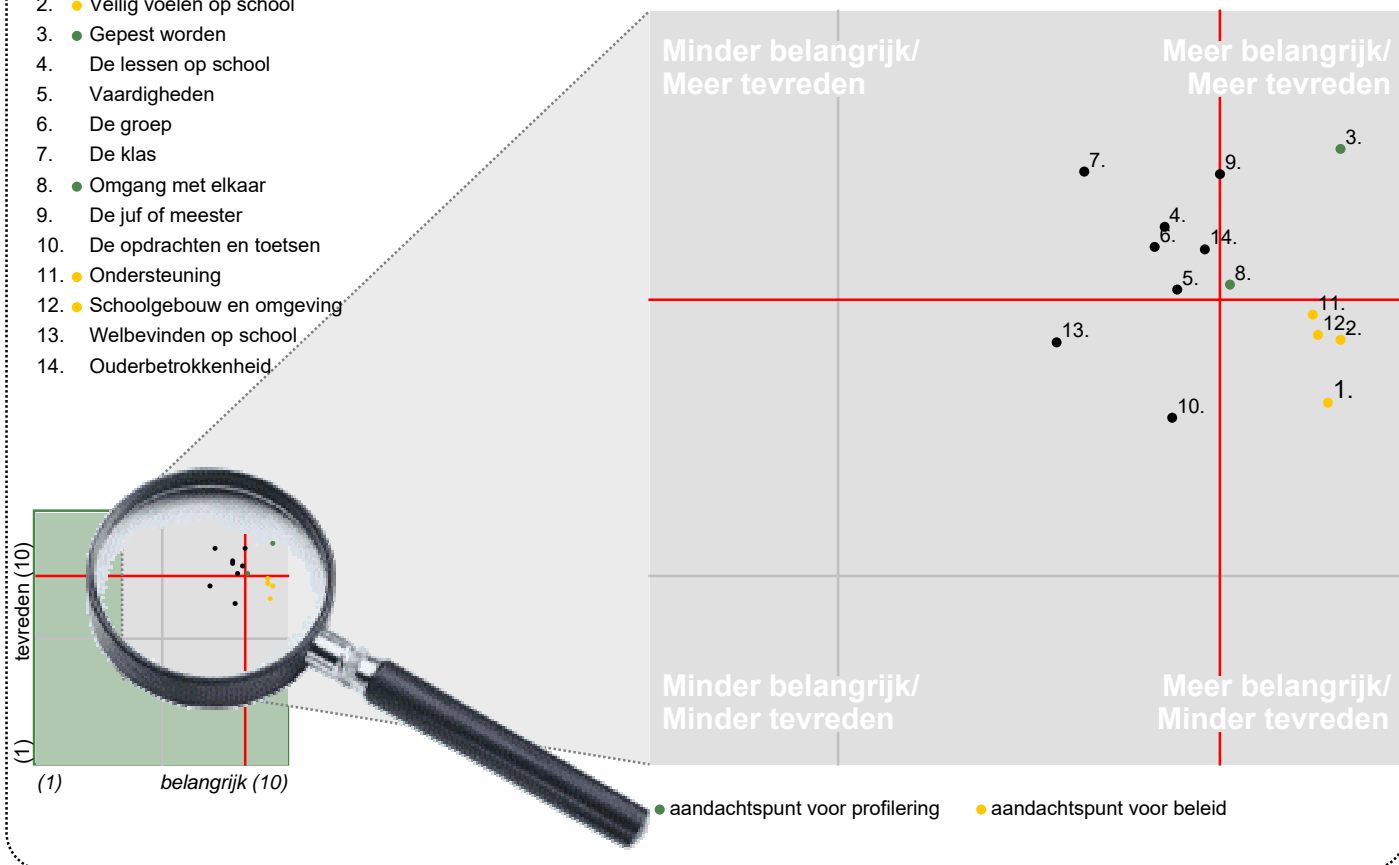 2. Veilig voelen op school
3. Gepest worden
4. De lessen op school
5. Vaardigheden
6. De groep
7. De klas
8. Omgang met elkaar
9. De juf of meester
10. De opdrachten en toetsen
11. Ondersteuning
12. Schoolgebouw en omgeving
13. Welbevinden op school
14. Ouderbetrokkenheid
Minder belangrijk/
Meer tevreden
Meer belangrijk/
Meer tevreden
3.
7.
9.
4.
6.
14.
5.
8.
11.
12.
2.
13.
1.
10.
Minder belangrijk/
Minder tevreden
Meer belangrijk/
Minder tevreden
tevreden (10)
(1)
(1)
belangrijk (10)
aandachtspunt voor profilering
aandachtspunt voor beleid